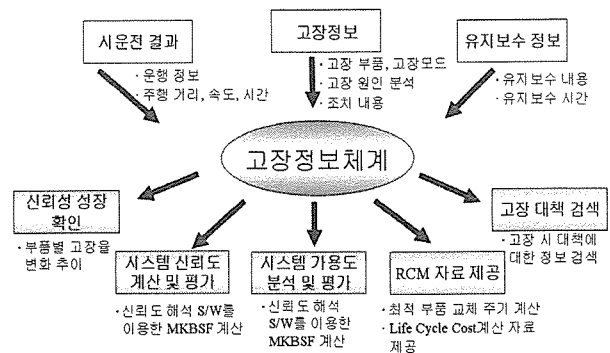 시운전 결과
· 운행 정보
· 주행 거리, 속도, 시간
고장정보
· 고장 부품, 고장모드
· 고장 원인 분석
· 조치 내용
유지보수 정보
· 유지보수 내용
· 유지보수 시간
고장정보체계
신뢰성 성장
확인
· 부품별 고장율
변화 추이
시스템 신뢰도
계산 및 평가
· 신뢰도 해석 S/W를
이용한 MKBSF 계산
시스템 가용도
분석 및 평가
· 신뢰도 해석
S/W를 이용한
MKBSF 계산
RCM 자료 제공
· 최적 부품 교체 주기 계산
· Life Cycle Cost계산 자료
제공
고장 대책 검색
· 고장 시 대책에
대한 정보 검색